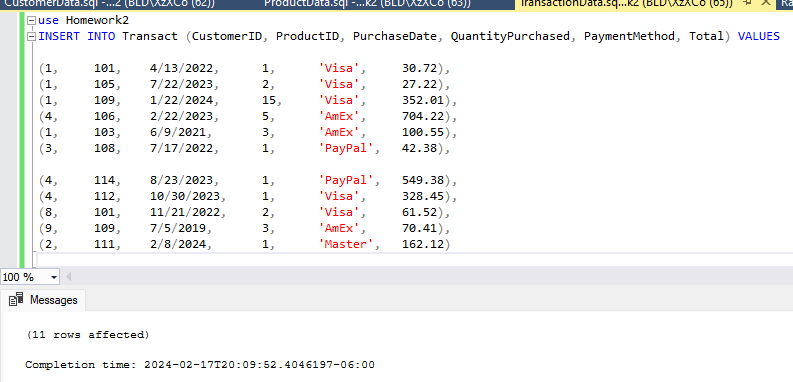 CustomerData.sql -...2 (BLD\XzXCo (62)) ProductData.sql -...k2 (BLD\XzXCo (63)) TransactionData.sq...k2 (BLD\XzXCo (65)) Ra
use Homework2
INSERT INTO Transact (CustomerID, ProductID, PurchaseDate, QuantityPurchased, PaymentMethod, Total) VALUES
(1, 101, 4/13/2022, 1, 'Visa', 30.72),
(1, 105, 7/22/2023, 2, 'Visa', 27.22),
(1, 109, 1/22/2024, 15, 'Visa', 352.01),
(4, 106, 2/22/2023, 5, 'AmEx', 704.22),
(1, 103, 6/9/2021, 3, 'AmEx', 100.55),
(3, 108, 7/17/2022, 1, 'PayPal', 42.38),
(4, 114, 8/23/2023, 1, 'PayPal', 549.38),
(4, 112, 10/30/2023, 1, 'Visa', 328.45),
(8, 101, 11/21/2022, 2, 'Visa', 61.52),
(9, 109, 7/5/2019, 3, 'AmEx', 70.41),
(2, 111, 2/8/2024, 1, 'Master', 162.12)
100 %
Messages
(11 rows affected)
Completion time: 2024-02-17T20:09:52.4046197-06:00